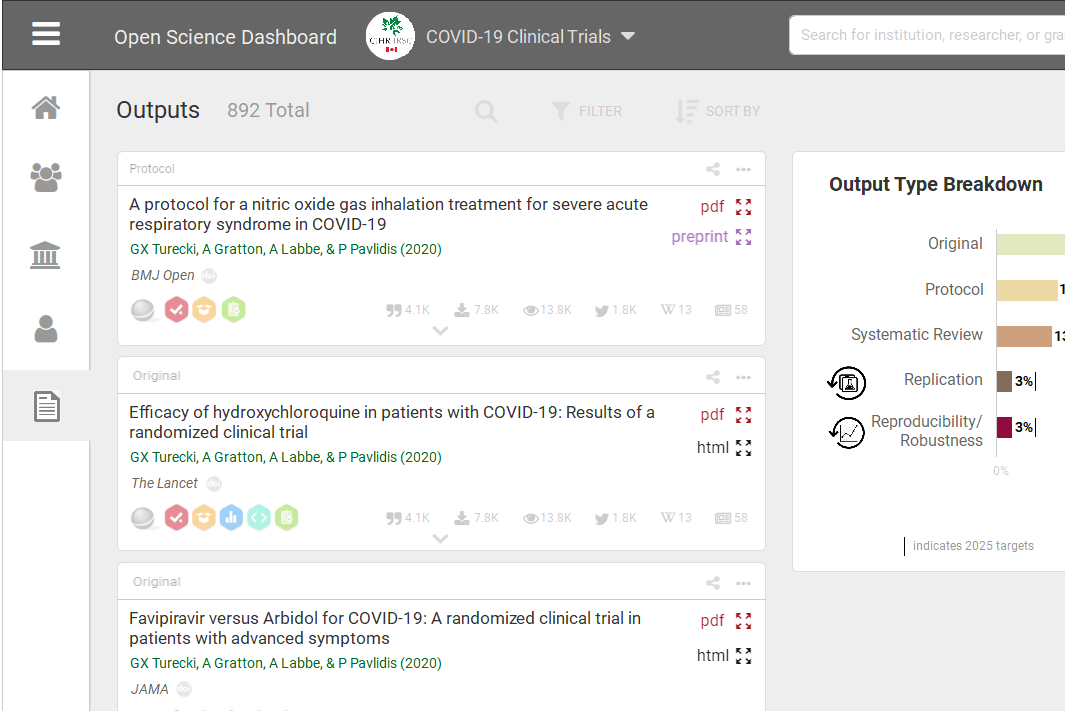 Open Science Dashboard
CIHR IRSC
COVID-19 Clinical Trials
Search for institution, researcher, or gra
Outputs
892 Total
FILTER
SORT BY
Protocol
A protocol for a nitric oxide gas inhalation treatment for severe acute
respiratory syndrome in COVID-19
pdf
preprint
GX Turecki, A Gratton, A Labbe, & P Pavlidis (2020)
BMJ Open
doi
4.1K
7.8K
13.8K
1.8K
W 13
58
Original
Efficacy of hydroxychloroquine in patients with COVID-19: Results of a
randomized clinical trial
pdf
html
GX Turecki, A Gratton, A Labbe, & P Pavlidis (2020)
The Lancet
doi
4.1K
7.8K
13.8K
1.8K
W 13
58
Original
Favipiravir versus Arbidol for COVID-19: A randomized clinical trial in
patients with advanced symptoms
pdf
html
GX Turecki, A Gratton, A Labbe, & P Pavlidis (2020)
JAMA
doi
Output Type Breakdown
Original
Protocol
1
Systematic Review
13
Replication
3%
Reproducibility/
Robustness
3%
0%
indicates 2025 targets